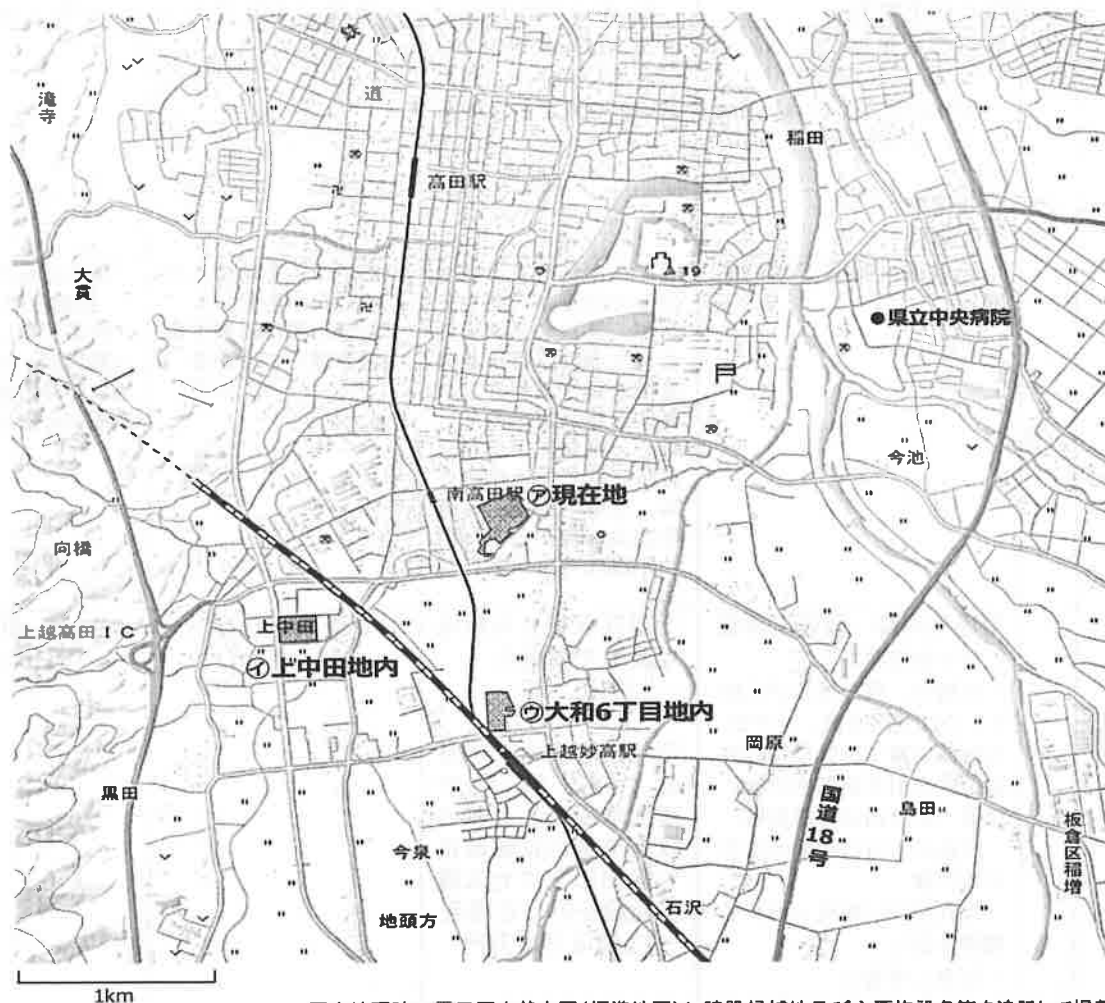 滝寺
道
稲田
高田駅
大貫
19
●県立中央病院
今池
南高田駅
㋐現在地
向橋
上越高田IC
上中田
㋑上中田地内
㋒大和6丁目地内
上越妙高駅
岡原
黒田
国道18号
島田
板倉区稲増
今泉
地頭方
石沢
1km